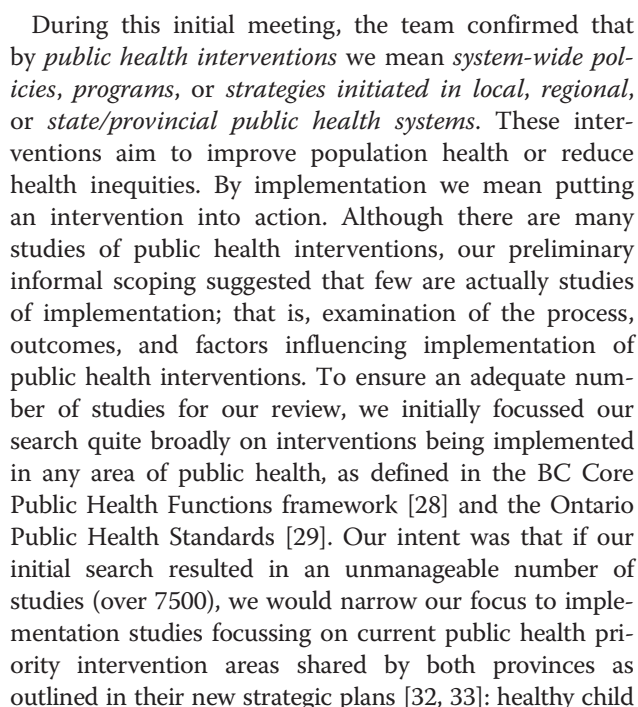 During this initial meeting, the team confirmed that
by public health interventions we mean system-wide pol-
icies, programs, or strategies initiated in local, regional,
or state/provincial public health systems. These inter-
ventions aim to improve population health or reduce
health inequities. By implementation we mean putting
an intervention into action. Although there are many
studies of public health interventions, our preliminary
informal scoping suggested that few are actually studies
of implementation; that is, examination of the process,
outcomes, and factors influencing implementation of
public health interventions. To ensure an adequate num-
ber of studies for our review, we initially focussed our
search quite broadly on interventions being implemented
in any area of public health, as defined in the BC Core
Public Health Functions framework [28] and the Ontario
Public Health Standards [29]. Our intent was that if our
initial search resulted in an unmanageable number of
studies (over 7500), we would narrow our focus to imple-
mentation studies focussing on current public health pri-
ority intervention areas shared by both provinces as
outlined in their new strategic plans [32, 33]: healthy child